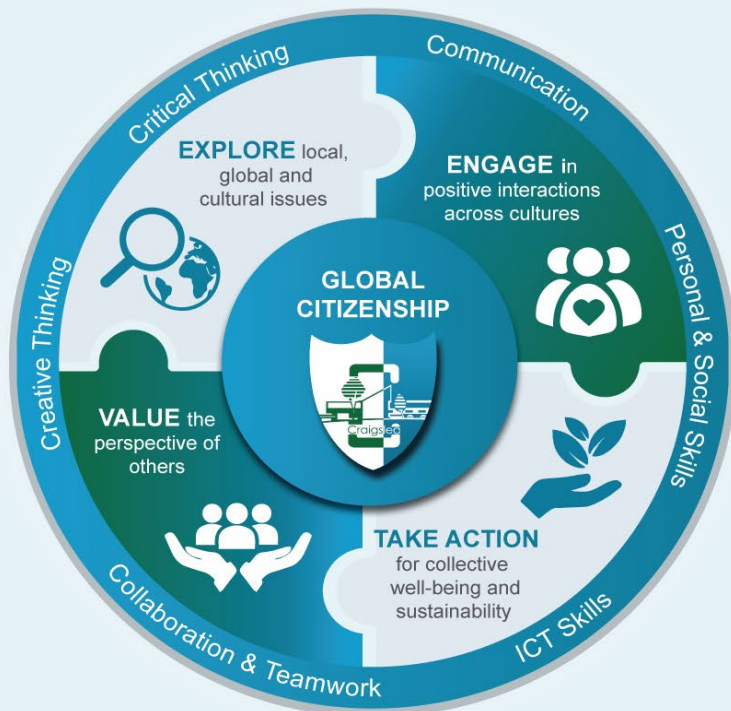 Critical Thinking
Communication
Personal & Social Skills
ICT Skills
Collaboration & Teamwork
Creative Thinking
EXPLORE local,
global and
cultural issues
ENGAGE in
positive interactions
across cultures
GLOBAL
CITIZENSHIP
Craigslea
VALUE the
perspective of
others
TAKE ACTION
for collective
well-being and
sustainability